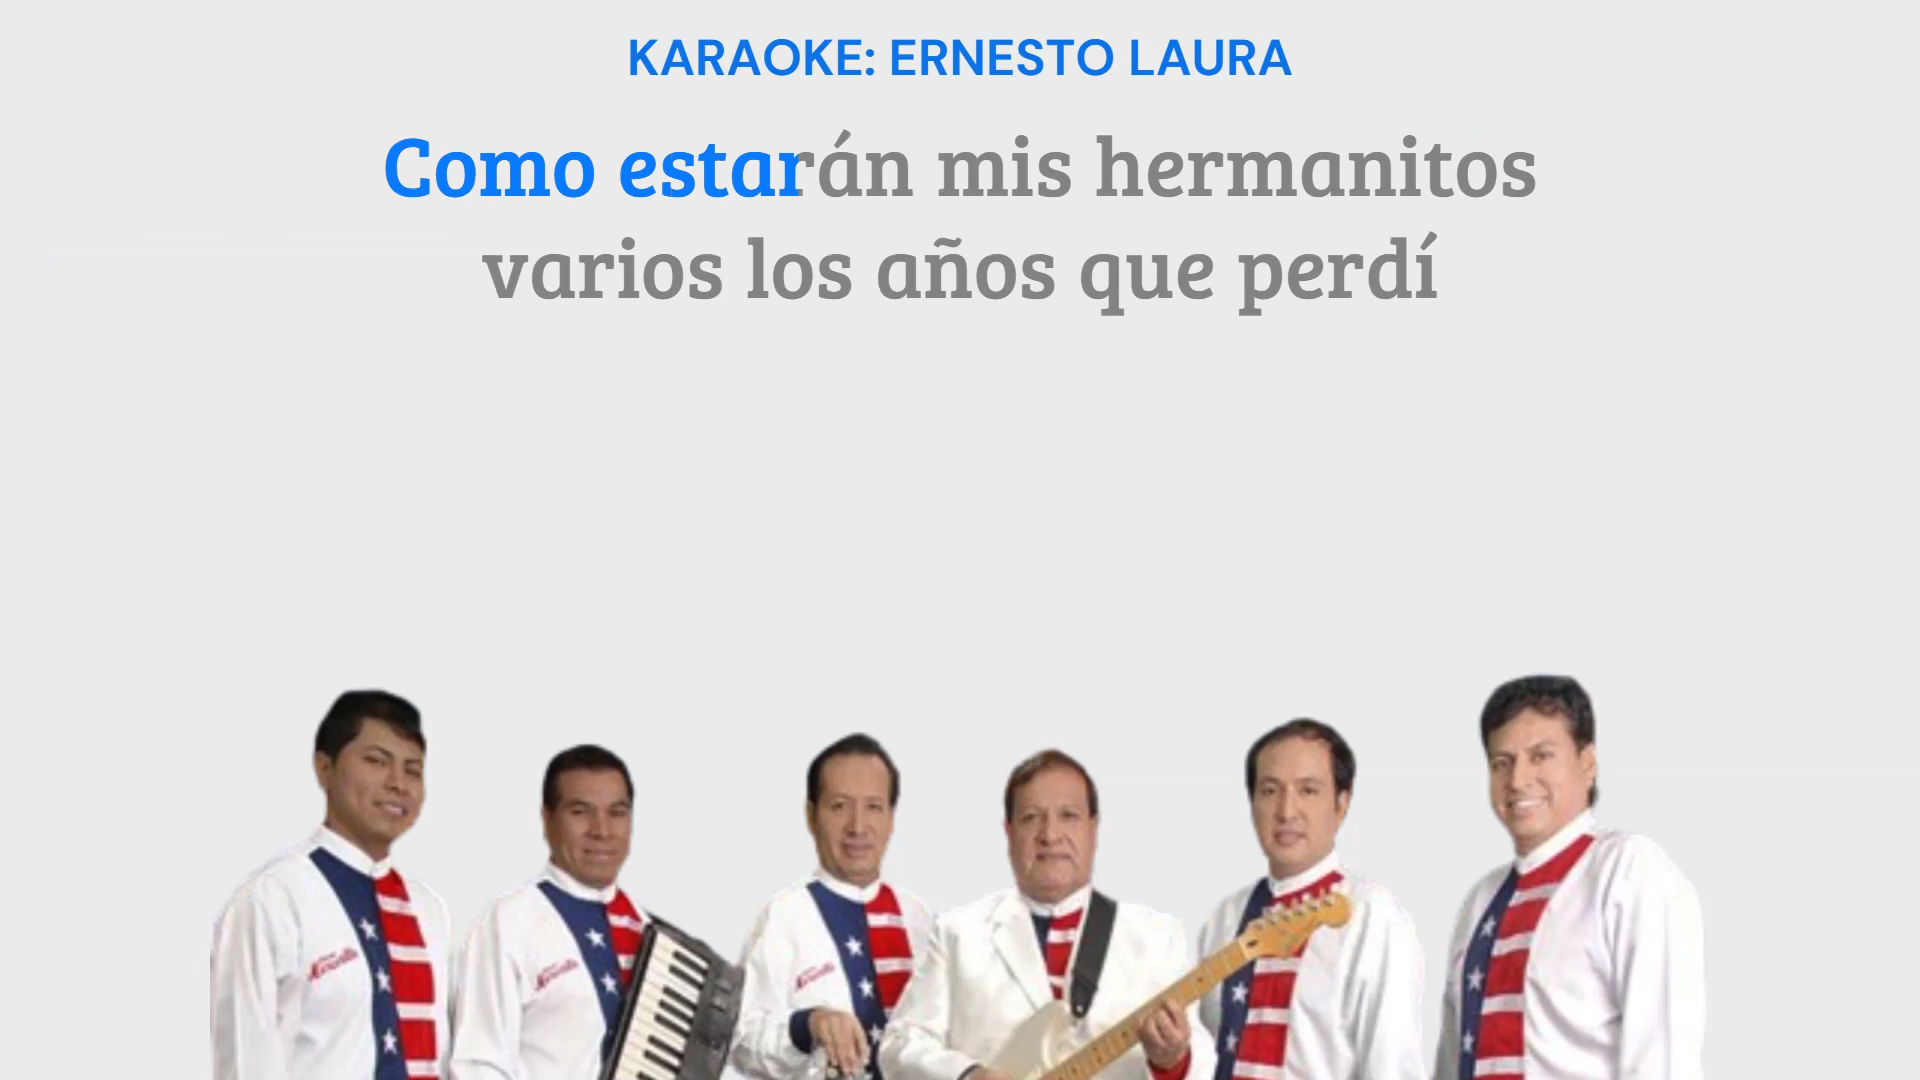 KARAOKE: ERNESTO LAURA
Como estarán mis hermanitos
varios los años que perdí